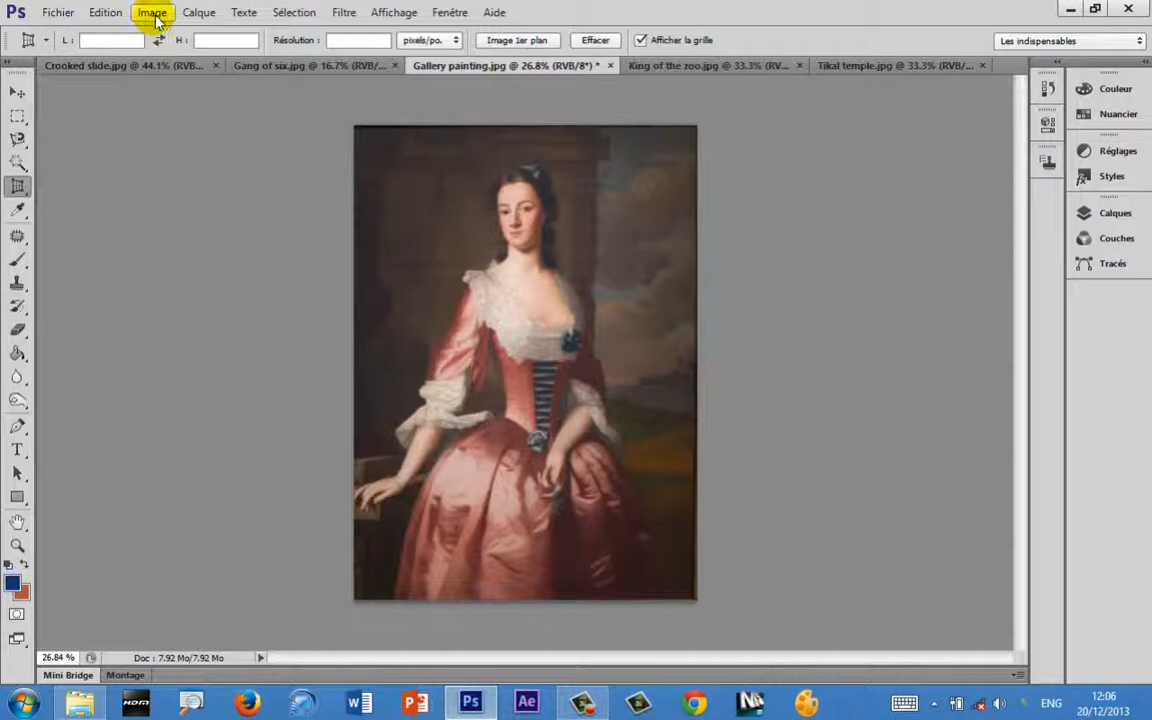 Ps Fichier Edition Image Calque Texte Sélection Filtre Affichage Fenêtre Aide
L : H : Résolution : pixels/po. Image 1er plan Effacer Afficher la grille Les indispensables
Crooked slide.jpg @ 44.1% (RVB... × Gang of six.jpg @ 16.7% (RVB/... × Gallery painting.jpg @ 26.8% (RVB/8*) * × King of the zoo.jpg @ 33.3% (RV... × Tikal temple.jpg @ 33.3% (RVB/... ×
Couleur
Nuancier
Réglages
Styles
Calques
Couches
Tracés
T
26.84 % Doc : 7.92 Mo/7.92 Mo
Mini Bridge Montage
HDMI W P Ps Ae N ENG 12:06
20/12/2013